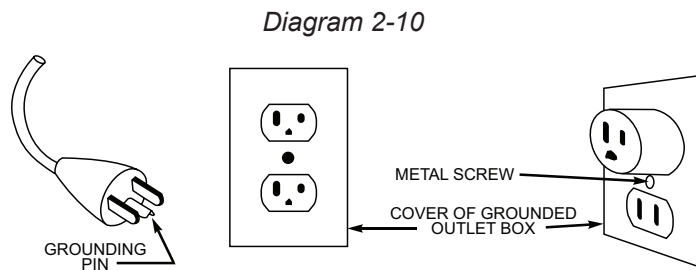 Diagram 2-10
METAL SCREW
COVER OF GROUNDED
OUTLET BOX
GROUNDING
PIN